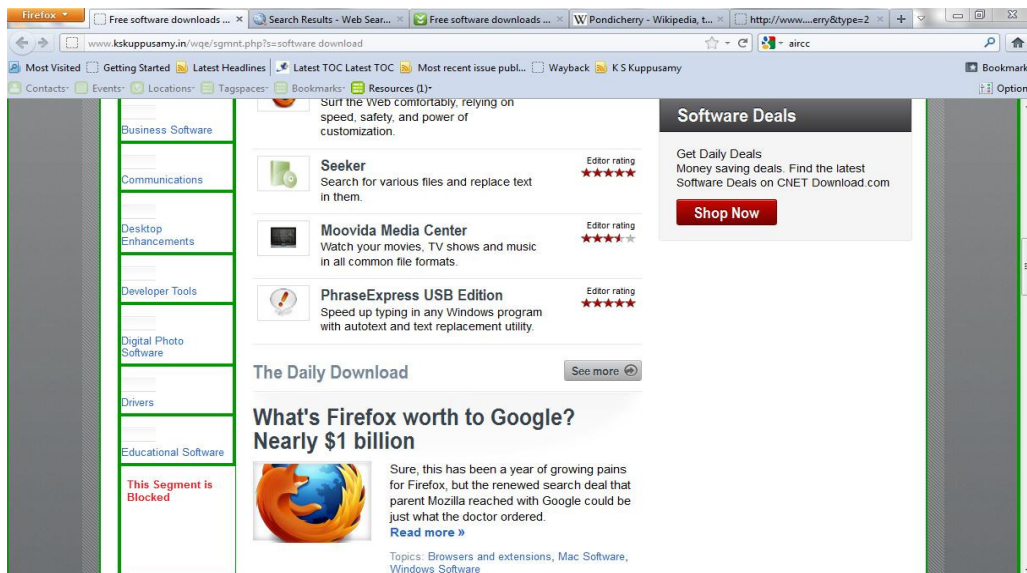 Firefox
Free software downloads ...
Search Results - Web Sear...
Free software downloads ...
Pondicherry - Wikipedia, t...
http://www....erry&type=2
www.kskuppusamy.in/wqe/sgmnt.php?s=software download
aircc
Most Visited Getting Started Latest Headlines Latest TOC Latest TOC Most recent issue publ... Wayback K S Kuppusamy Bookmark
Contacts Events Locations Tagspaces Bookmarks Resources (1) Option
Business Software
Communications
Desktop
Enhancements
Developer Tools
Digital Photo
Software
Drivers
Educational Software
This Segment is
Blocked
Surf the Web comfortably, relying on
speed, safety, and power of
customization.
Seeker
Editor rating
Search for various files and replace text
in them.
Moovida Media Center
Editor rating
Watch your movies, TV shows and music
in all common file formats.
PhraseExpress USB Edition
Editor rating
Speed up typing in any Windows program
with autotext and text replacement utility.
The Daily Download
See more
What's Firefox worth to Google?
Nearly $1 billion
Sure, this has been a year of growing pains
for Firefox, but the renewed search deal that
parent Mozilla reached with Google could be
just what the doctor ordered.
Read more »
Topics: Browsers and extensions, Mac Software,
Windows Software
Software Deals
Get Daily Deals
Money saving deals. Find the latest
Software Deals on CNET Download.com
Shop Now